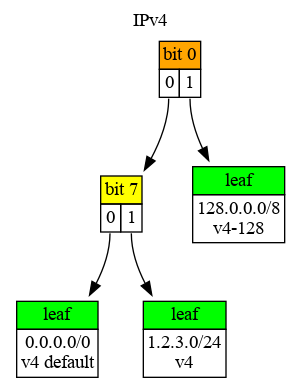 IPv4
bit 0
0 1
bit 7
0 1
leaf
128.0.0.0/8
v4-128
leaf
0.0.0.0/0
v4 default
leaf
1.2.3.0/24
v4